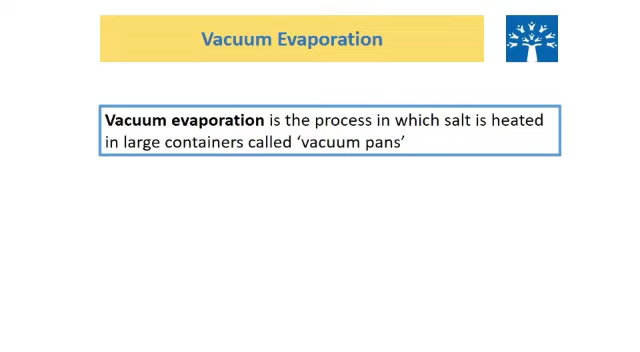 Vacuum Evaporation
Vacuum evaporation is the process in which salt is heated
in large containers called ‘vacuum pans’